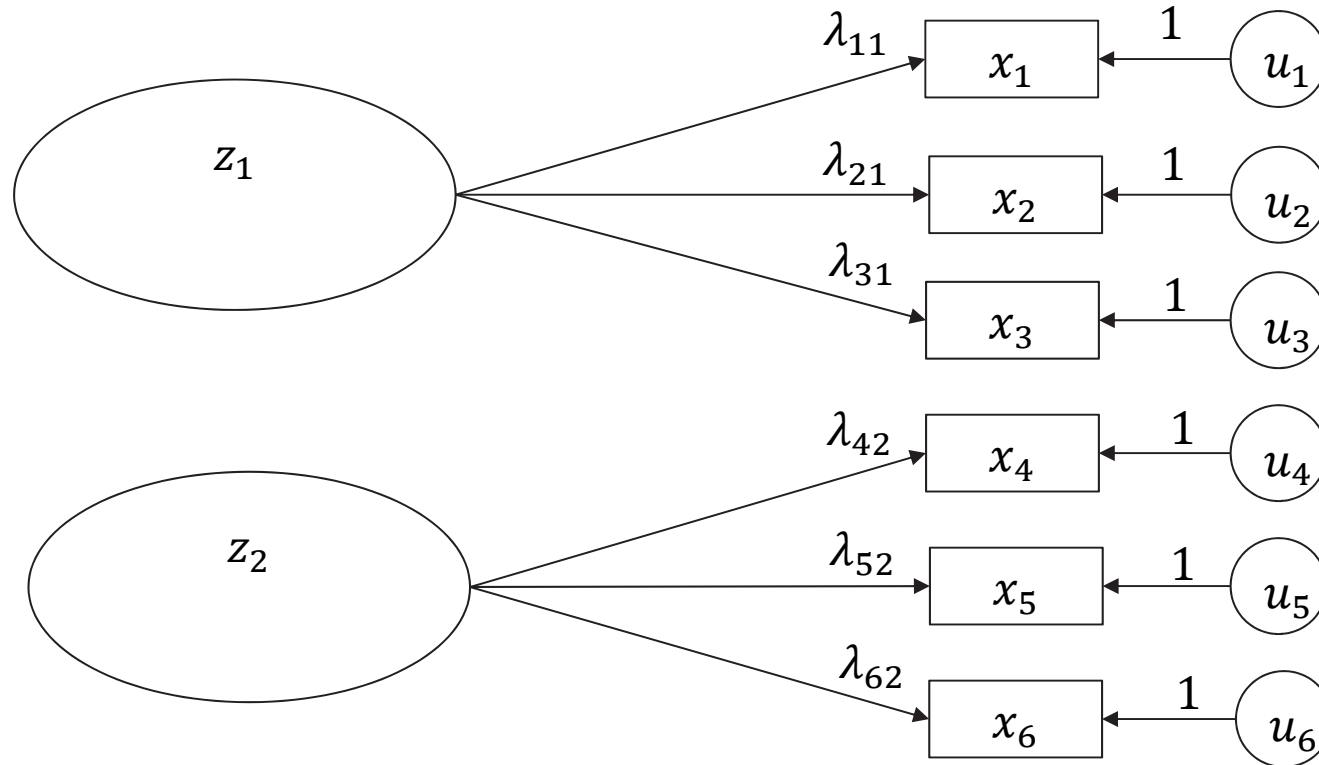 λ₁₁ x₁ 1 u₁
z₁ λ₂₁ x₂ 1 u₂
λ₃₁ x₃ 1 u₃
λ₄₂ x₄ 1 u₄
z₂ λ₅₂ x₅ 1 u₅
λ₆₂ x₆ 1 u₆